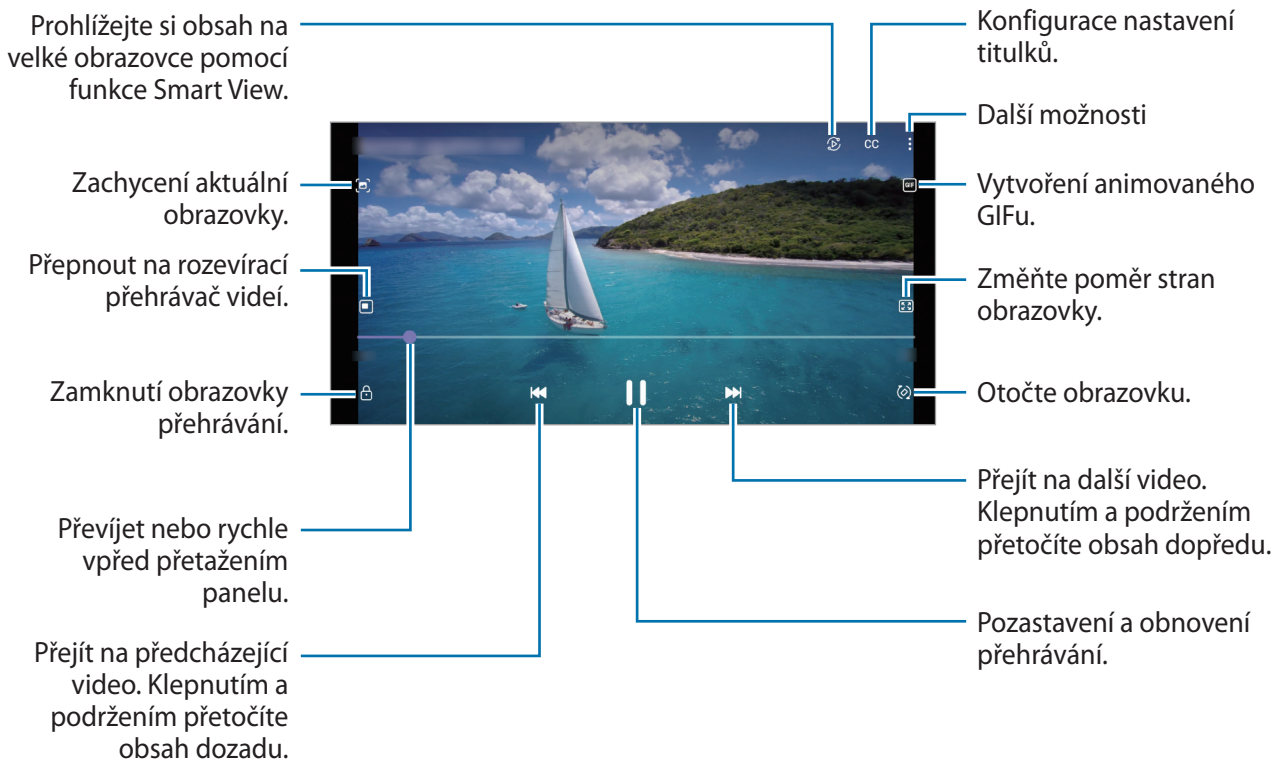 Prohlížejte si obsah na
velké obrazovce pomocí
funkce Smart View.
Konfigurace nastavení
titulků.
Další možnosti
CC
Zachycení aktuální
obrazovky.
GIF
Vytvoření animovaného
GIFu.
Přepnout na rozevírací
přehrávač videí.
Změňte poměr stran
obrazovky.
Zamknutí obrazovky
přehrávání.
Otočte obrazovku.
Přejít na další video.
Klepnutím a podržením
přetočíte obsah dopředu.
Převíjet nebo rychle
vpřed přetažením
panelu.
Pozastavení a obnovení
přehrávání.
Přejít na předcházející
video. Klepnutím a
podržením přetočíte
obsah dozadu.